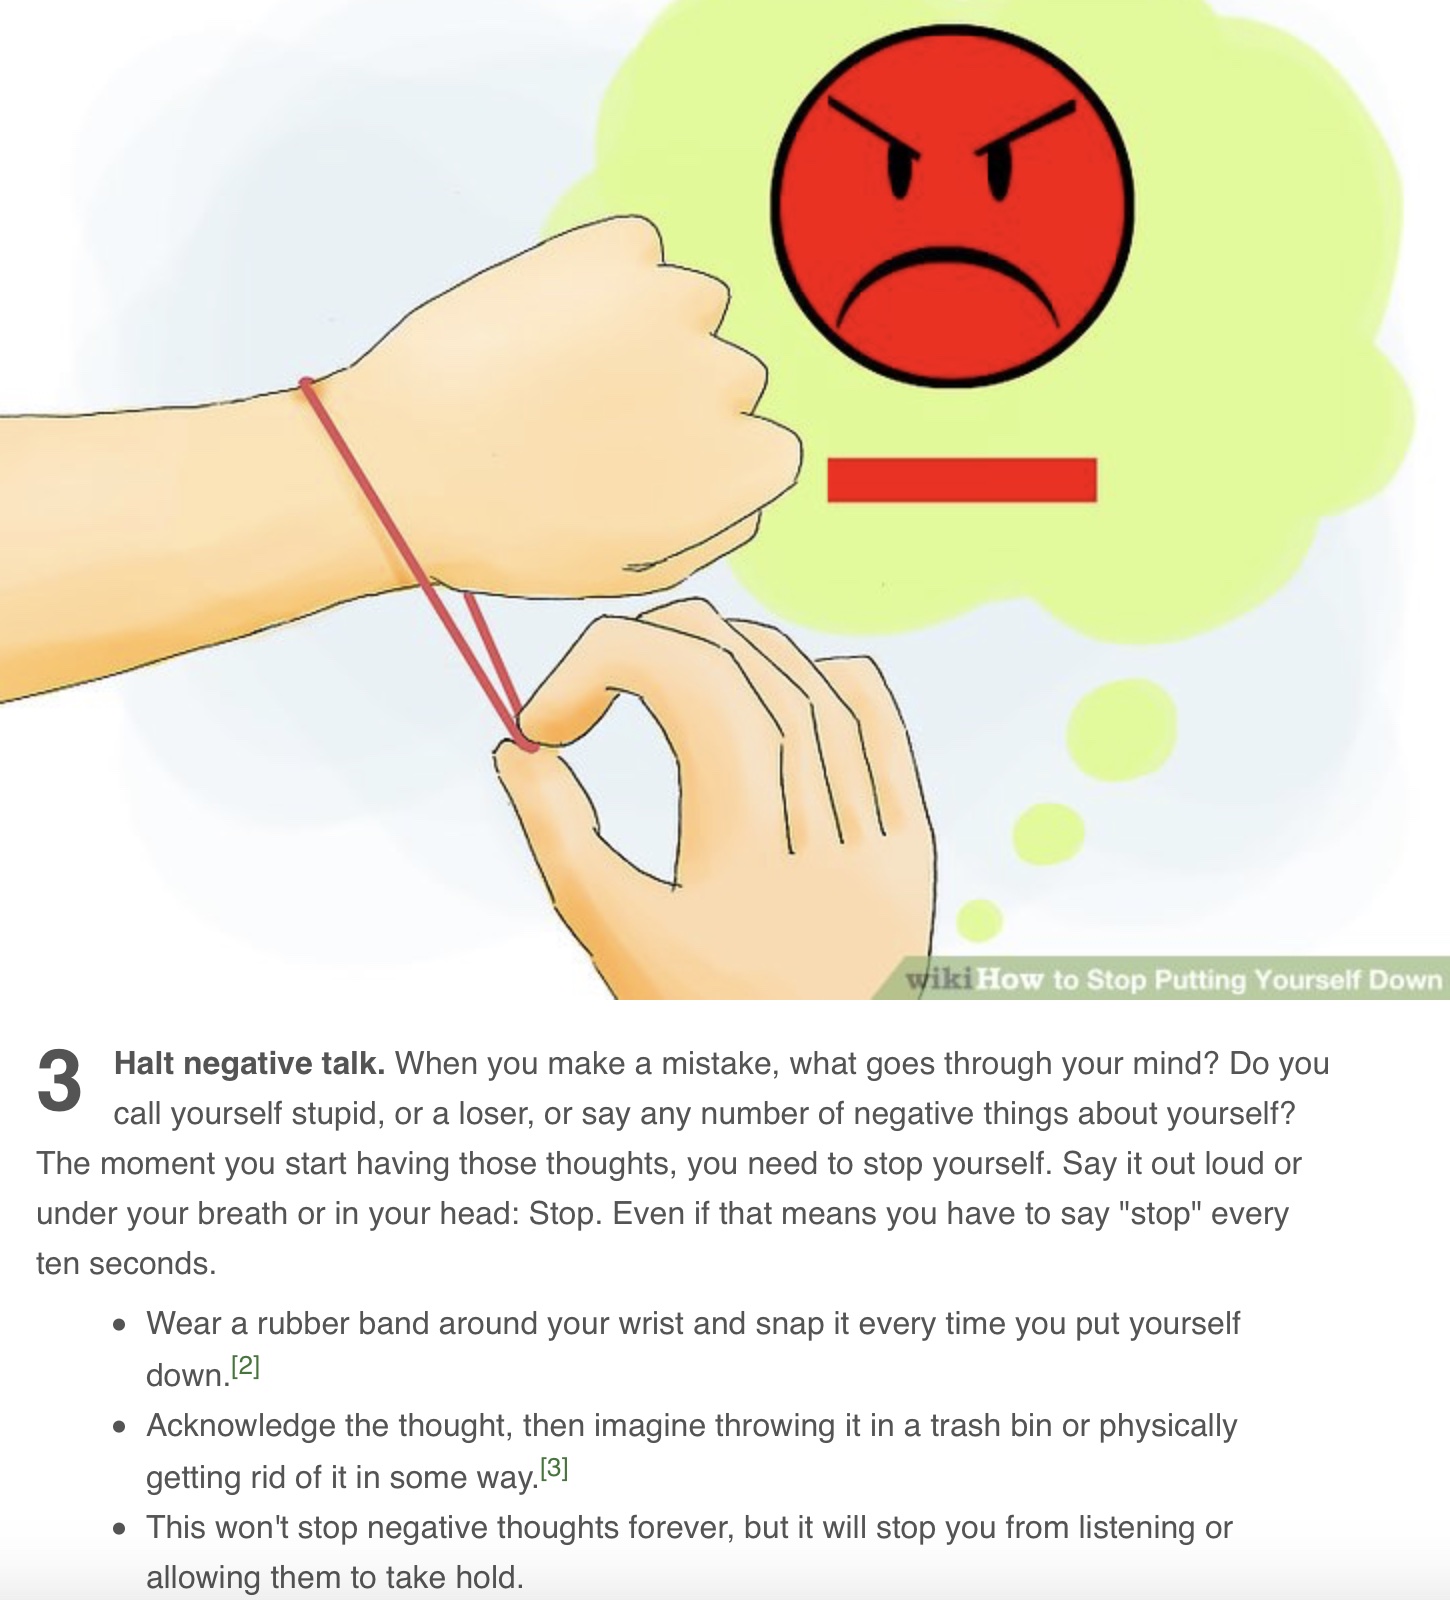 wikiHow to Stop Putting Yourself Down
3 Halt negative talk. When you make a mistake, what goes through your mind? Do you
call yourself stupid, or a loser, or say any number of negative things about yourself?
The moment you start having those thoughts, you need to stop yourself. Say it out loud or
under your breath or in your head: Stop. Even if that means you have to say "stop" every
ten seconds.
• Wear a rubber band around your wrist and snap it every time you put yourself
down.[2]
• Acknowledge the thought, then imagine throwing it in a trash bin or physically
getting rid of it in some way.[3]
• This won't stop negative thoughts forever, but it will stop you from listening or
allowing them to take hold.